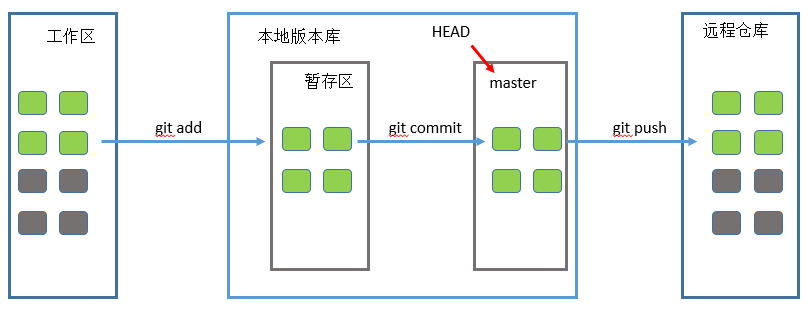 工作区
本地版本库
HEAD
远程仓库
暂存区
master
git add
git commit
git push